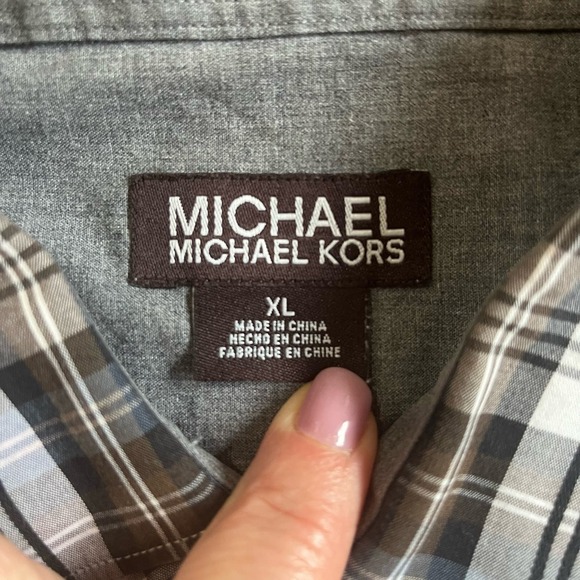 MICHAEL
MICHAEL KORS
XL
MADE IN CHINA
HECHO EN CHINA
FABRIQUE EN CHINE